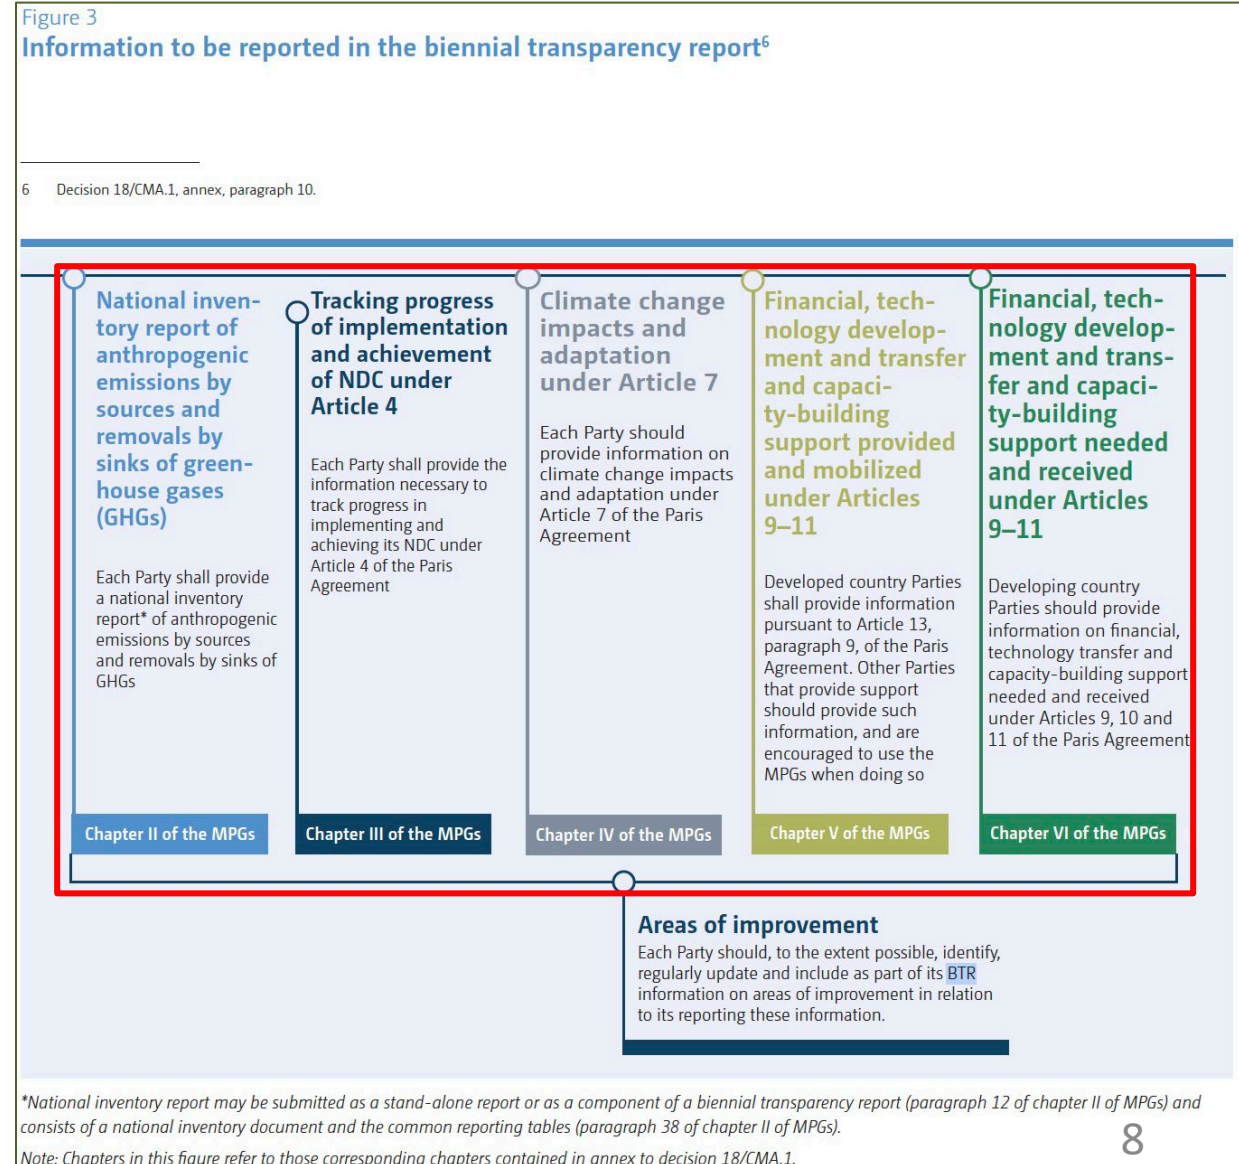 Figure 3
Information to be reported in the biennial transparency report6
6 Decision 18/CMA.1, annex, paragraph 10.
National inven-
tory report of
anthropogenic
emissions by
sources and
removals by
sinks of green-
house gases
(GHGs)
Each Party shall provide
a national inventory
report* of anthropogenic
emissions by sources
and removals by sinks of
GHGs
Chapter II of the MPGs
Tracking progress
of implementation
and achievement
of NDC under
Article 4
Each Party shall provide the
information necessary to
track progress in
implementing and
achieving its NDC under
Article 4 of the Paris
Agreement
Chapter III of the MPGs
Climate change
impacts and
adaptation
under Article 7
Each Party should
provide information on
climate change impacts
and adaptation under
Article 7 of the Paris
Agreement
Chapter IV of the MPGs
Financial, tech-
nology develop-
ment and transfer
and capaci-
ty-building
support provided
and mobilized
under Articles
9–11
Developed country Parties
shall provide information
pursuant to Article 13,
paragraph 9, of the Paris
Agreement. Other Parties
that provide support
should provide such
information, and are
encouraged to use the
MPGs when doing so
Chapter V of the MPGs
Financial, tech-
nology develop-
ment and trans-
fer and capaci-
ty-building
support needed
and received
under Articles
9–11
Developing country
Parties should provide
information on financial,
technology transfer and
capacity-building support
needed and received
under Articles 9, 10 and
11 of the Paris Agreement
Chapter VI of the MPGs
Areas of improvement
Each Party should, to the extent possible, identify,
regularly update and include as part of its BTR
information on areas of improvement in relation
to its reporting these information.
*National inventory report may be submitted as a stand-alone report or as a component of a biennial transparency report (paragraph 12 of chapter II of MPGs) and
consists of a national inventory document and the common reporting tables (paragraph 38 of chapter II of MPGs).
Note: Chapters in this figure refer to those corresponding chapters contained in annex to decision 18/CMA.1.
8